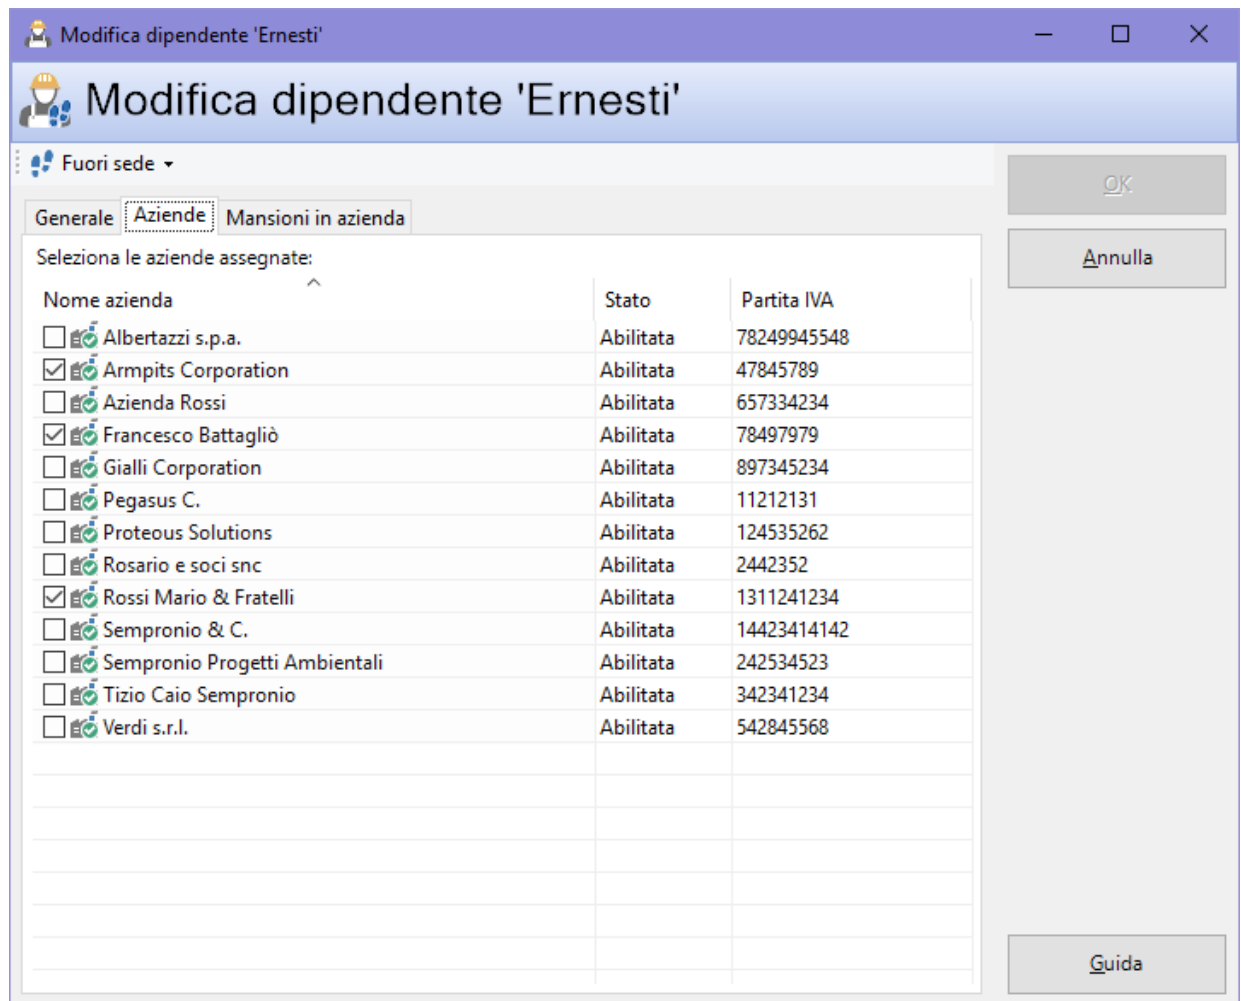 Modifica dipendente 'Ernesti'
Modifica dipendente 'Ernesti'
Fuori sede
OK
Generale Aziende Mansioni in azienda
Annulla
Seleziona le aziende assegnate:
Nome azienda Stato Partita IVA
Albertazzi s.p.a. Abilitata 78249945548
Armpits Corporation Abilitata 47845789
Azienda Rossi Abilitata 657334234
Francesco Battagliò Abilitata 78497979
Gialli Corporation Abilitata 897345234
Pegasus C. Abilitata 11212131
Proteous Solutions Abilitata 124535262
Rosario e soci snc Abilitata 2442352
Rossi Mario & Fratelli Abilitata 1311241234
Sempronio & C. Abilitata 14423414142
Sempronio Progetti Ambientali Abilitata 242534523
Tizio Caio Sempronio Abilitata 342341234
Verdi s.r.l. Abilitata 542845568
Guida